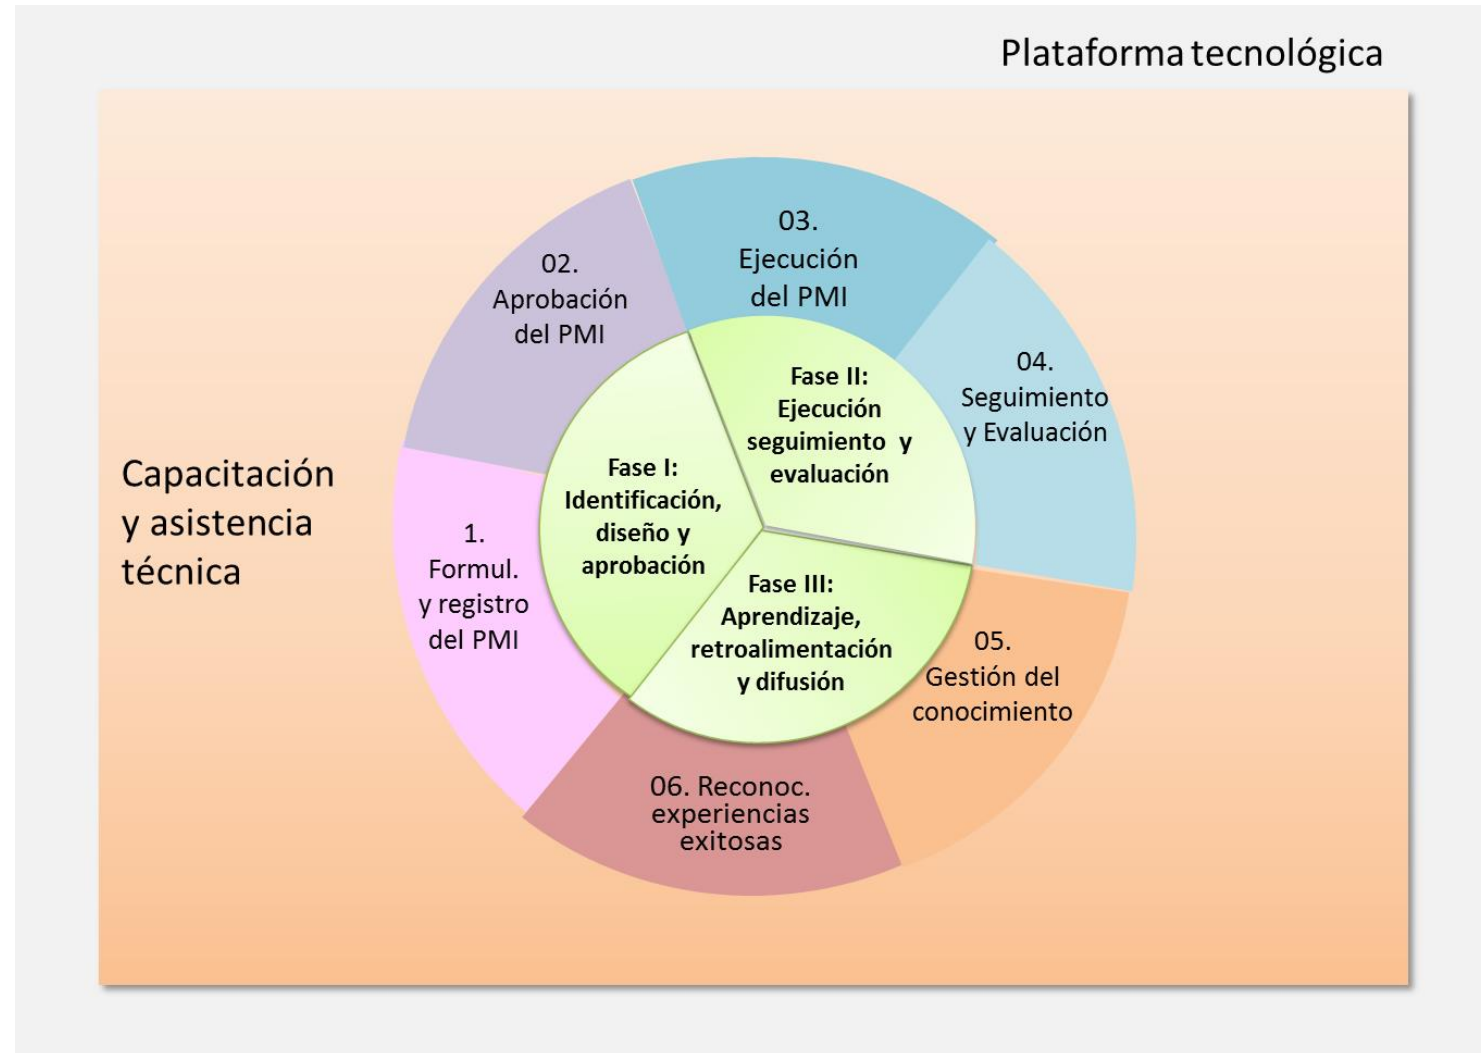 Plataforma tecnológica
Capacitación
y asistencia
técnica
1.
Formul.
y registro
del PMI
02.
Aprobación
del PMI
03.
Ejecución
del PMI
04.
Seguimiento
y Evaluación
05.
Gestión del
conocimiento
06. Reconoc.
experiencias
exitosas
Fase I:
Identificación,
diseño y
aprobación
Fase II:
Ejecución
seguimiento y
evaluación
Fase III:
Aprendizaje,
retroalimentación
y difusión